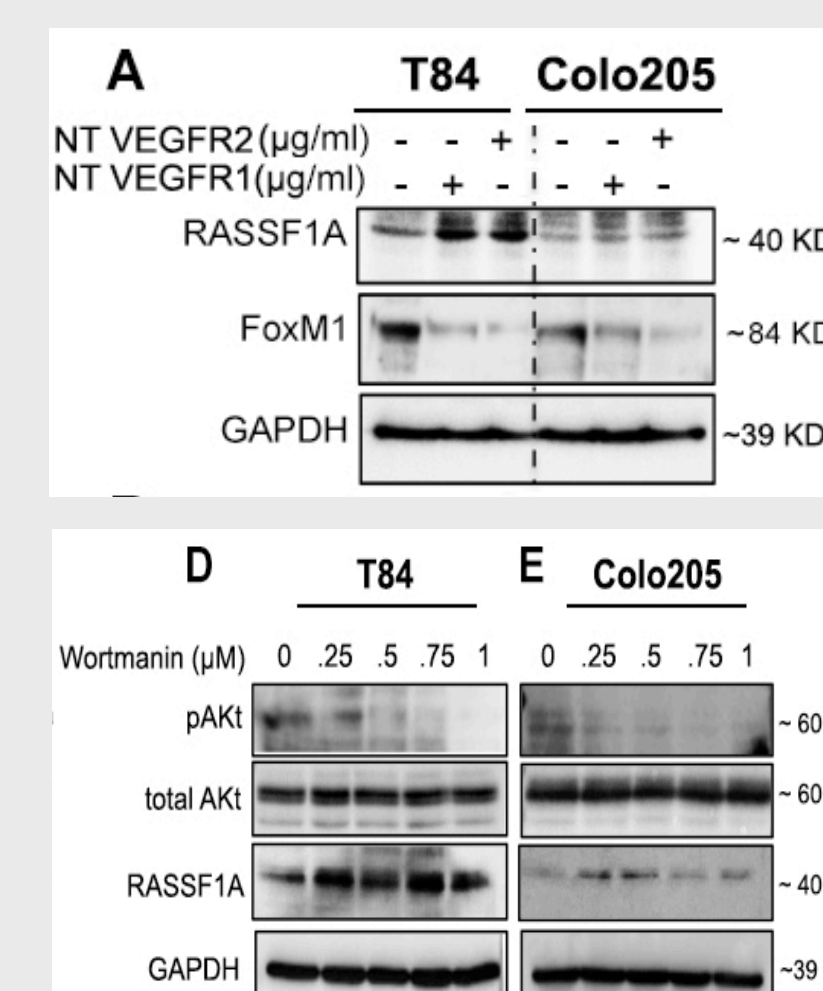 A
T84 Colo205
NT VEGFR2 (µg/ml) - - + - - +
NT VEGFR1(µg/ml) - + - - + -
RASSF1A ~ 40 KD
FoxM1 ~84 KD
GAPDH ~39 KD
D T84 E Colo205
Wortmanin (µM) 0 .25 .5 .75 1 0 .25 .5 .75 1
pAKt ~ 60
total AKt ~ 60
RASSF1A ~ 40
GAPDH ~39